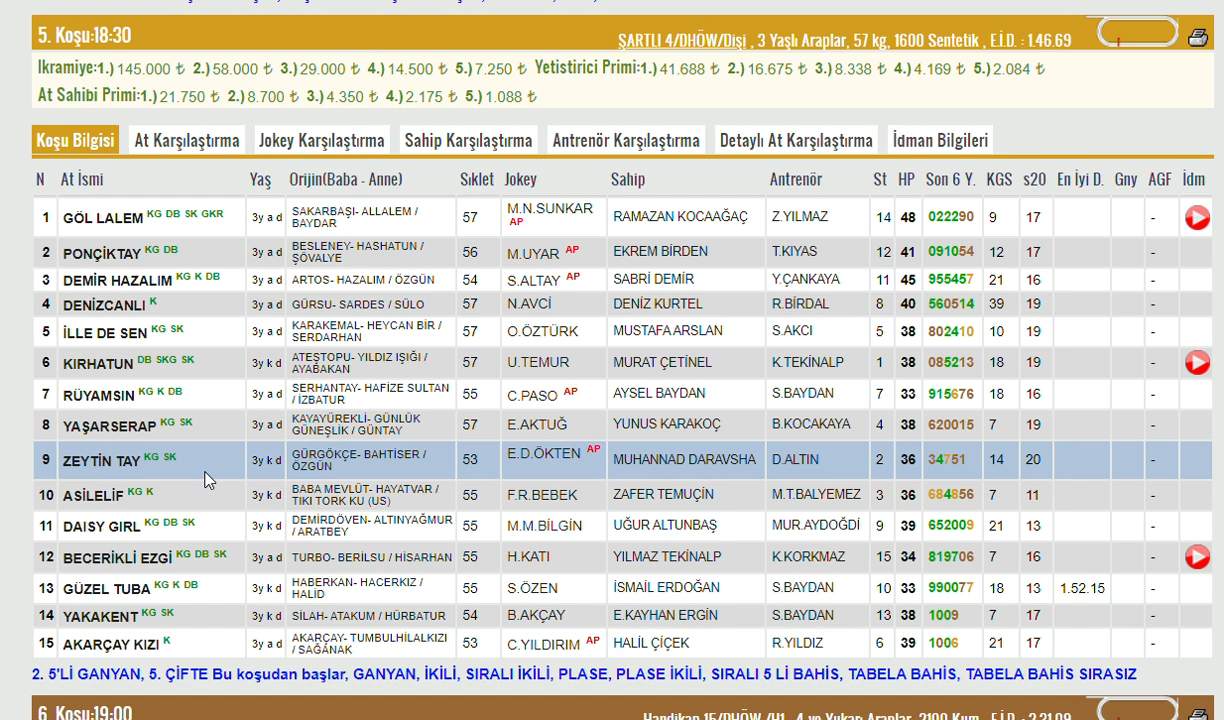 5. Koşu:18:30
ŞARTLI 4/DHÖW/Dişi , 3 Yaşlı Araplar, 57 kg, 1600 Sentetik , E.İ.D. : 1.46.69
Ikramiye:1.) 145.000 ₺ 2.) 58.000 ₺ 3.) 29.000 ₺ 4.) 14.500 ₺ 5.) 7.250 ₺ Yetistirici Primi:1.) 41.688 ₺ 2.) 16.675 ₺ 3.) 8.338 ₺ 4.) 4.169 ₺ 5.) 2.084 ₺
At Sahibi Primi:1.) 21.750 ₺ 2.) 8.700 ₺ 3.) 4.350 ₺ 4.) 2.175 ₺ 5.) 1.088 ₺
Koşu Bilgisi At Karşılaştırma Jokey Karşılaştırma Sahip Karşılaştırma Antrenör Karşılaştırma Detaylı At Karşılaştırma İdman Bilgileri
N At İsmi Yaş Orijin(Baba - Anne) Sıklet Jokey Sahip Antrenör St HP Son 6 Y. KGS s20 En İyi D. Gny AGF İdm
1 GÖL LALEM KG DB SK GKR 3y a d SAKARBAŞI- ALLALEM / BAYDAR 57 M.N.SUNKAR AP RAMAZAN KOCAAĞAÇ Z.YILMAZ 14 48 022290 9 17 -
2 PONÇİKTAY KG DB 3y a d BESLENEY- HASHATUN / ŞÖVALYE 56 M.UYAR AP EKREM BİRDEN T.KIYAS 12 41 091054 12 17 -
3 DEMİR HAZALIM KG K DB 3y a d ARTOS- HAZALIM / ÖZGÜN 54 S.ALTAY AP SABRİ DEMİR Y.ÇANKAYA 11 45 955457 21 16 -
4 DENİZCANLI K 3y a d GÜRSU- SARDES / SÜLO 57 N.AVCİ DENİZ KURTEL R.BİRDAL 8 40 560514 39 19 -
5 İLLE DE SEN KG SK 3y a d KARAKEMAL- HEYCAN BİR / SERDARHAN 57 O.ÖZTÜRK MUSTAFA ARSLAN S.AKCI 5 38 802410 10 19 -
6 KIRHATUN DB SKG SK 3y k d ATEŞTOPU- YILDIZ IŞIĞI / AYABAKAN 57 U.TEMUR MURAT ÇETİNEL K.TEKİNALP 1 38 085213 18 19 -
7 RÜYAMSIN KG K DB 3y a d SERHANTAY- HAFİZE SULTAN / İZBATUR 55 C.PASO AP AYSEL BAYDAN S.BAYDAN 7 33 915676 18 16 -
8 YAŞARSERAP KG SK 3y a d KAYAYÜREKLİ- GÜNLÜK GÜNEŞLİK / GÜNTAY 57 E.AKTUĞ YUNUS KARAKOÇ B.KOCAKAYA 4 38 620015 7 19 -
9 ZEYTİN TAY KG SK 3y k d GÜRGÖKÇE- BAHTİSER / ÖZGÜN 53 E.D.ÖKTEN AP MUHANNAD DARAVSHA D.ALTIN 2 36 34751 14 20 -
10 ASİLELİF KG K 3y k d BABA MEVLÜT- HAYATVAR / TIKI TORK KU (US) 55 F.R.BEBEK ZAFER TEMUÇİN M.T.BALYEMEZ 3 36 684856 7 11 -
11 DAISY GIRL KG DB SK 3y k d DEMİRDÖVEN- ALTINYAĞMUR / ARATBEY 55 M.M.BİLGİN UĞUR ALTUNBAŞ MUR.AYDOĞDİ 9 39 652009 21 13 -
12 BECERİKLİ EZGİ KG DB SK 3y a d TURBO- BERİLSU / HİSARHAN 55 H.KATI YILMAZ TEKİNALP K.KORKMAZ 15 34 819706 7 16 -
13 GÜZEL TUBA KG K DB 3y k d HABERKAN- HACERKIZ / HALİD 55 S.ÖZEN İSMAİL ERDOĞAN S.BAYDAN 10 33 990077 18 13 1.52.15 -
14 YAKAKENT KG SK 3y k d SİLAH- ATAKUM / HÜRBATUR 54 B.AKÇAY E.KAYHAN ERGİN S.BAYDAN 13 38 1009 7 17 -
15 AKARÇAY KIZI K 3y a d AKARÇAY- TUMBULHİLALKIZI / SAĞANAK 53 C.YILDIRIM AP HALİL ÇİÇEK R.YILDIZ 6 39 1006 21 17 -
2. 5'Lİ GANYAN, 5. ÇİFTE Bu koşudan başlar, GANYAN, İKİLİ, SIRALI İKİLİ, PLASE, PLASE İKİLİ, SIRALI 5 Lİ BAHİS, TABELA BAHİS, TABELA BAHİS SIRASIZ
6. Koşu:19:00
Handikap 15/DHÖW /H1 , 4 ve Yukarı Araplar, 2100 Kum , E.İ.D. : 2.21.09